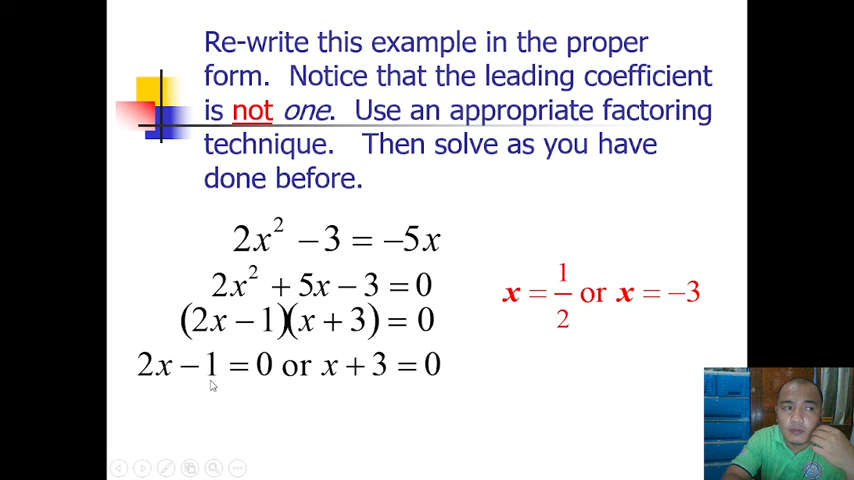 Re-write this example in the proper
form. Notice that the leading coefficient
is not one. Use an appropriate factoring
technique. Then solve as you have
done before.
2x² − 3 = −5x
2x² + 5x − 3 = 0
(2x − 1)(x + 3) = 0
2x − 1 = 0 or x + 3 = 0
x = 1/2 or x = −3